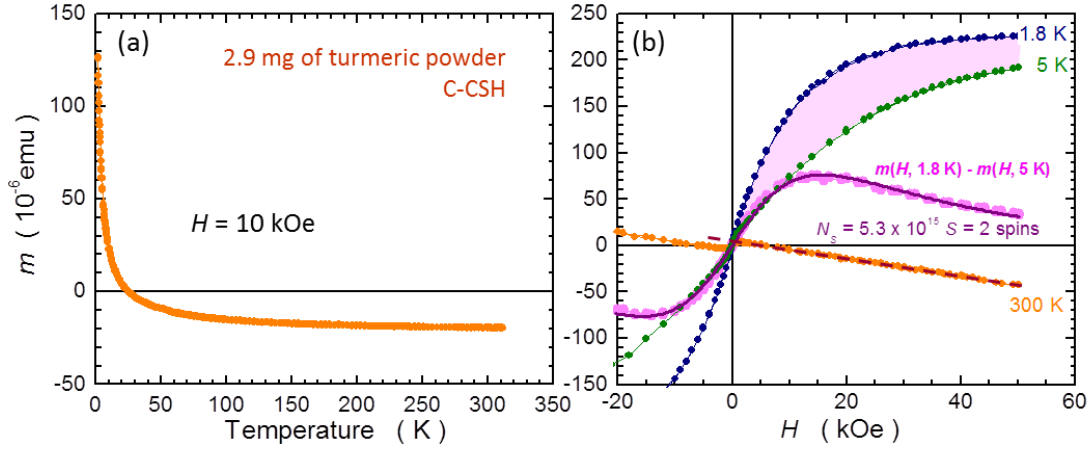 (a)
2.9 mg of turmeric powder
C-CSH
H = 10 kOe
m ( 10⁻⁶ emu )
150
100
50
0
-50
0 50 100 150 200 250 300 350
Temperature ( K )
(b)
1.8 K
5 K
m(H, 1.8 K) - m(H, 5 K)
Nₛ = 5.3 x 10¹⁵ S = 2 spins
300 K
250
200
150
100
50
0
-50
-100
-150
-20 0 20 40 60
H ( kOe )